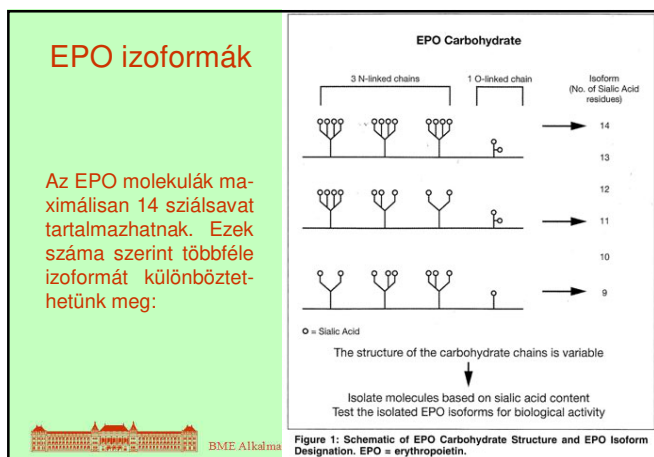 EPO izoformák
Az EPO molekulák ma-
ximálisan 14 sziálsavat
tartalmazhatnak. Ezek
száma szerint többféle
izoformát különböztet-
hetünk meg:
BME Alkalma
EPO Carbohydrate
3 N-linked chains
1 O-linked chain
Isoform
(No. of Sialic Acid
residues)
14
13
12
11
10
9
O = Sialic Acid
The structure of the carbohydrate chains is variable
Isolate molecules based on sialic acid content
Test the isolated EPO isoforms for biological activity
Figure 1: Schematic of EPO Carbohydrate Structure and EPO Isoform
Designation. EPO = erythropoietin.